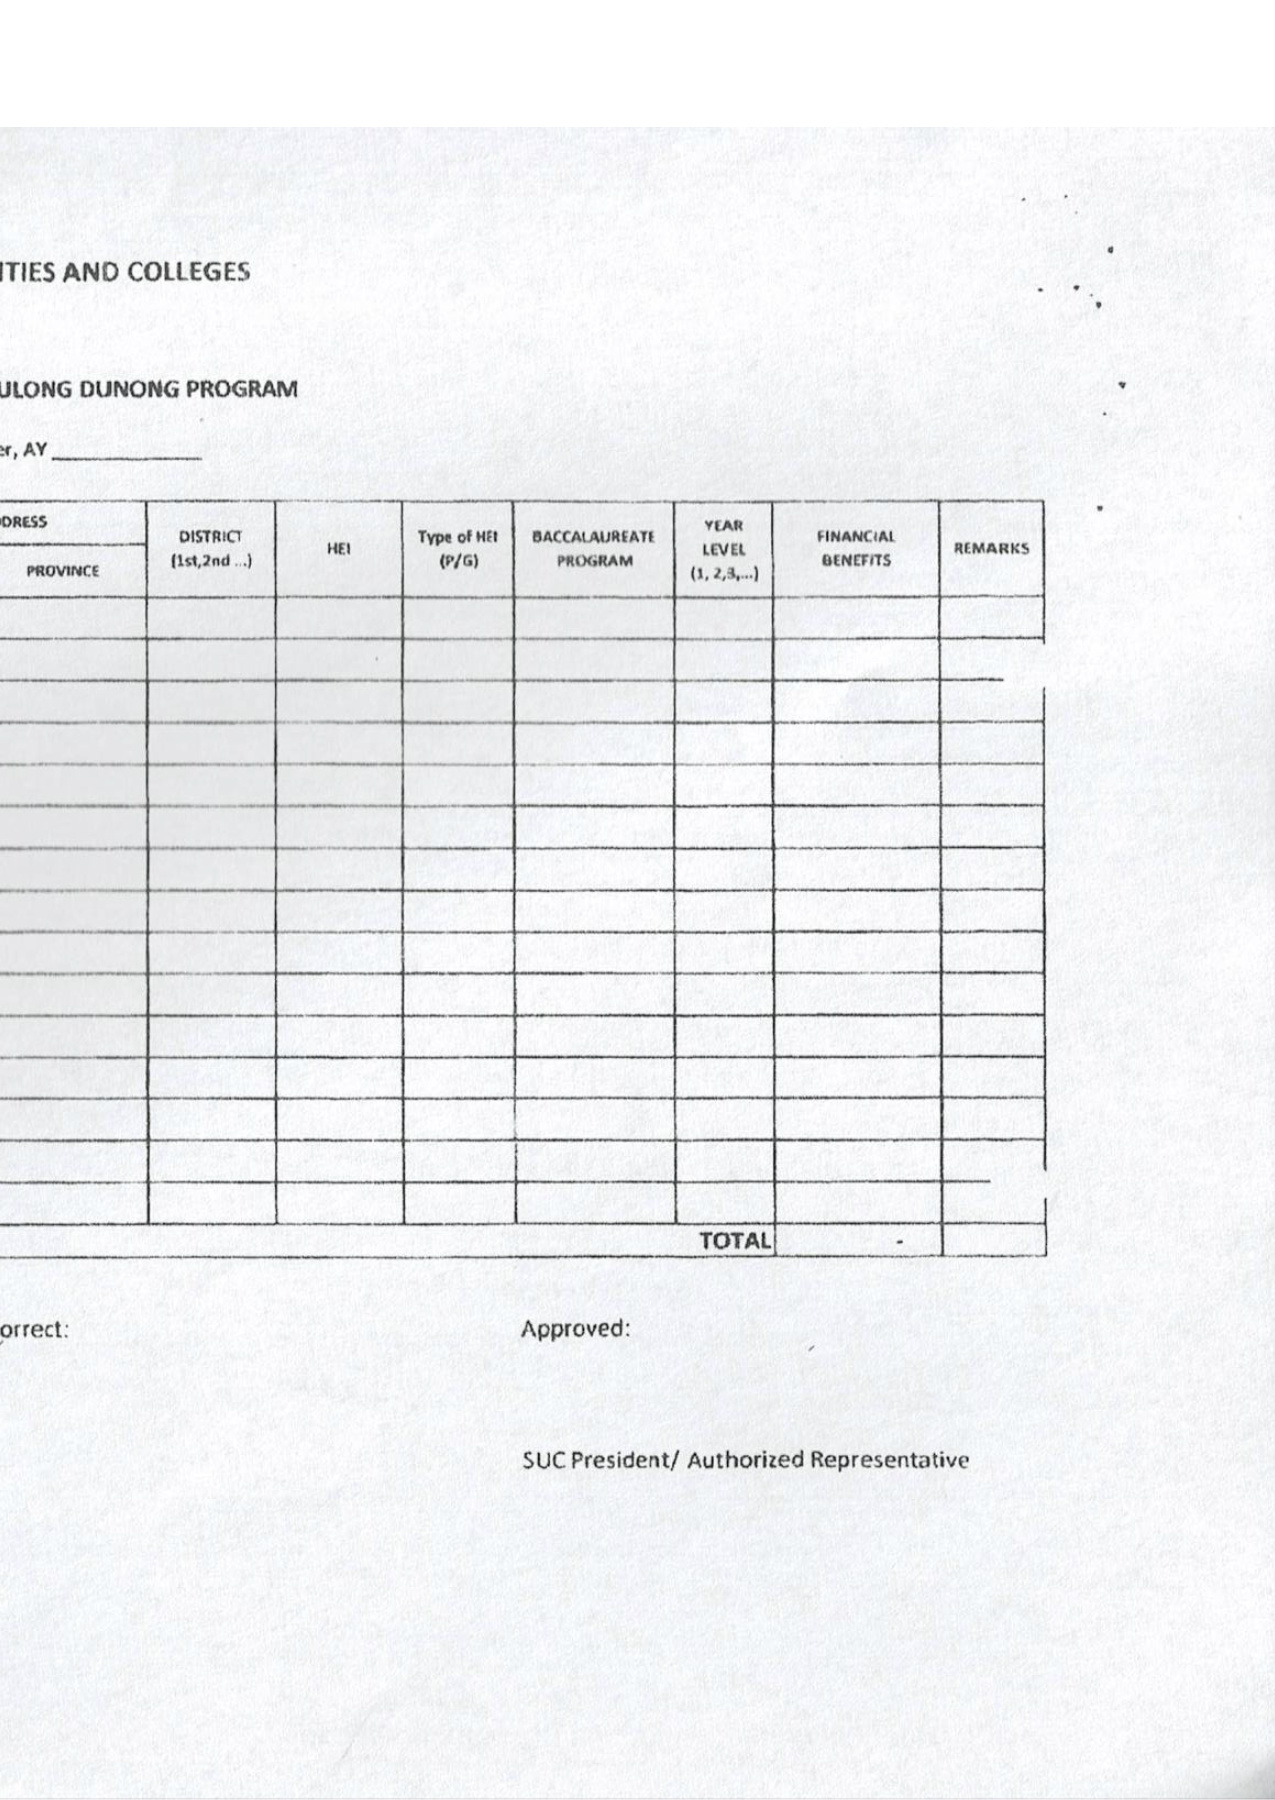 ITIES AND COLLEGES
ULONG DUNONG PROGRAM
er, AY
DRESS
PROVINCE
DISTRICT
(1st,2nd ...)
HEI
Type of HEI
(P/G)
BACCALAUREATE
PROGRAM
YEAR
LEVEL
(1, 2,3,...)
FINANCIAL
BENEFITS
REMARKS
TOTAL -
orrect:
Approved:
SUC President/ Authorized Representative